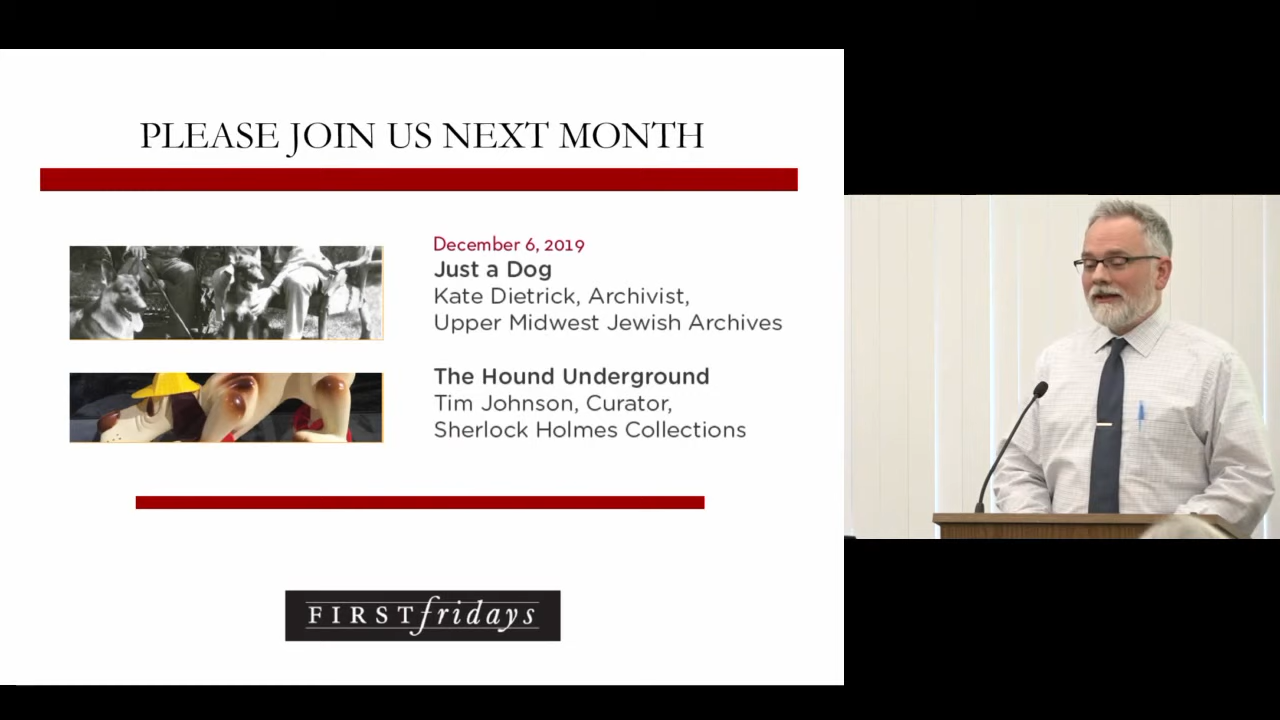 PLEASE JOIN US NEXT MONTH
December 6, 2019
Just a Dog
Kate Dietrick, Archivist,
Upper Midwest Jewish Archives
The Hound Underground
Tim Johnson, Curator,
Sherlock Holmes Collections
FIRST fridays